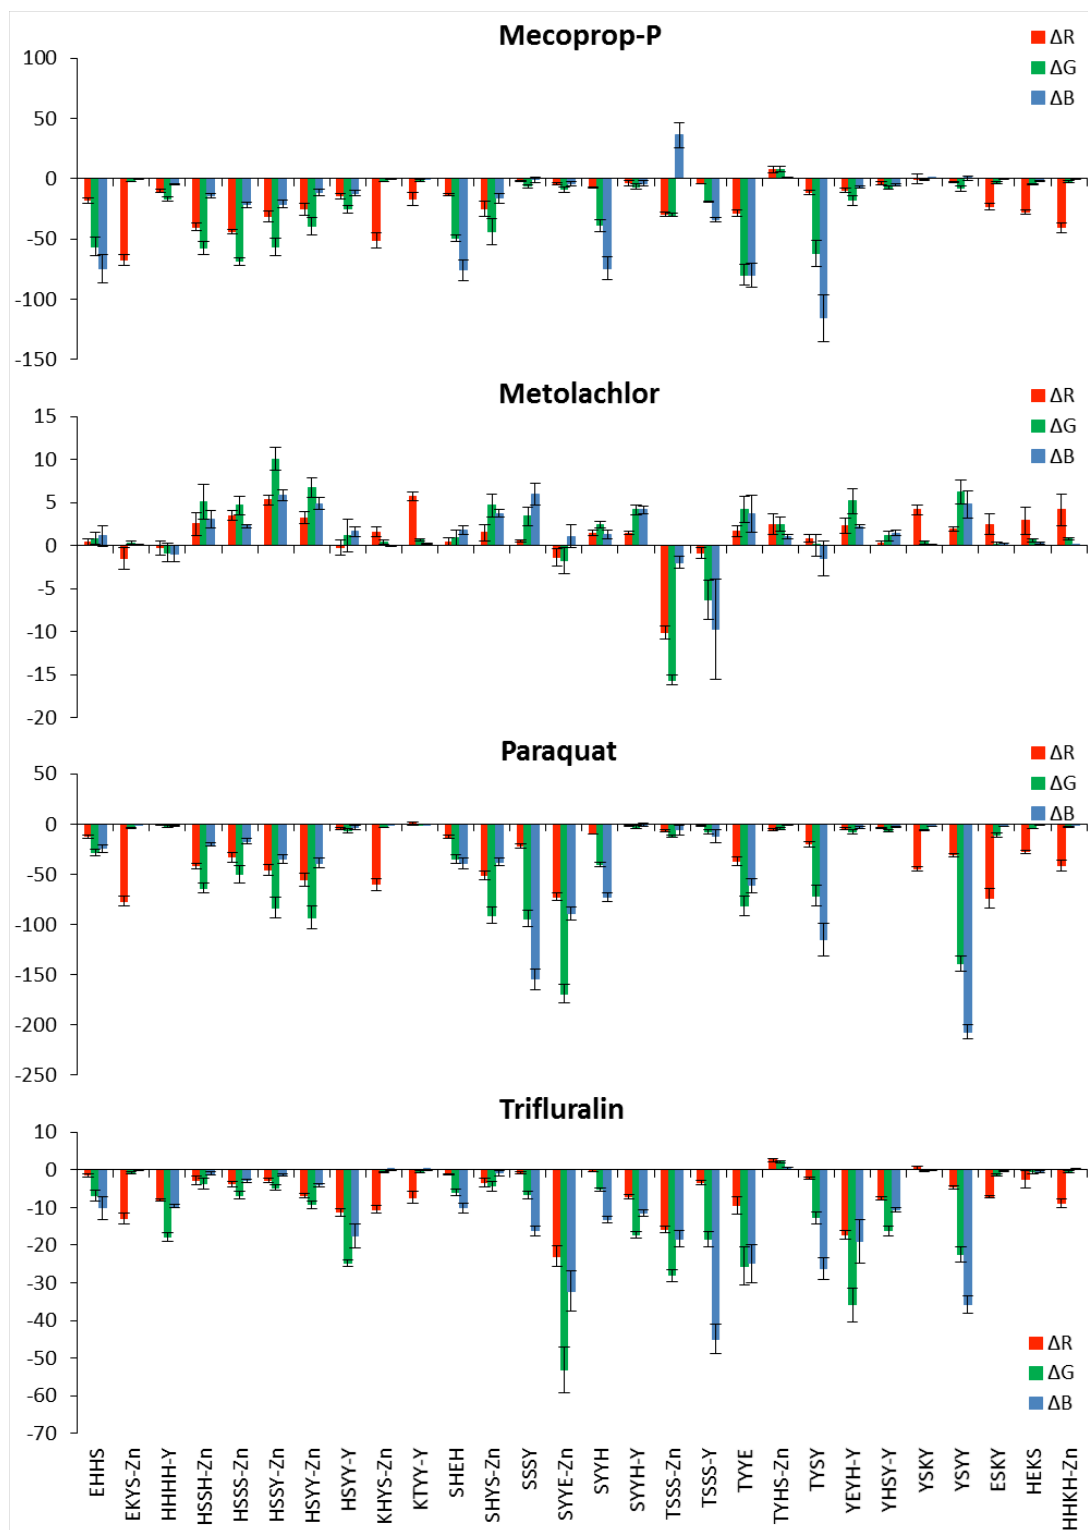 Mecoprop-P
ΔR
ΔG
ΔB
100
50
0
-50
-100
-150
Metolachlor
ΔR
ΔG
ΔB
15
10
5
0
-5
-10
-15
-20
Paraquat
ΔR
ΔG
ΔB
50
0
-50
-100
-150
-200
-250
Trifluralin
10
0
-10
-20
-30
-40
-50
-60
-70
ΔR
ΔG
ΔB
EHHS
EKYS-Zn
HHHH-Y
HSSH-Zn
HSSS-Zn
HSSY-Zn
HSYY-Zn
HSYY-Y
KHYS-Zn
KTYY-Y
SHEH
SHYS-Zn
SSSY
SYYE-Zn
SYYH
SYYH-Y
TSSS-Zn
TSSS-Y
TYYE
TYHS-Zn
TYSY
YEYH-Y
YHSY-Y
YSKY
YSYY
ESKY
HEKS
HHKH-Zn